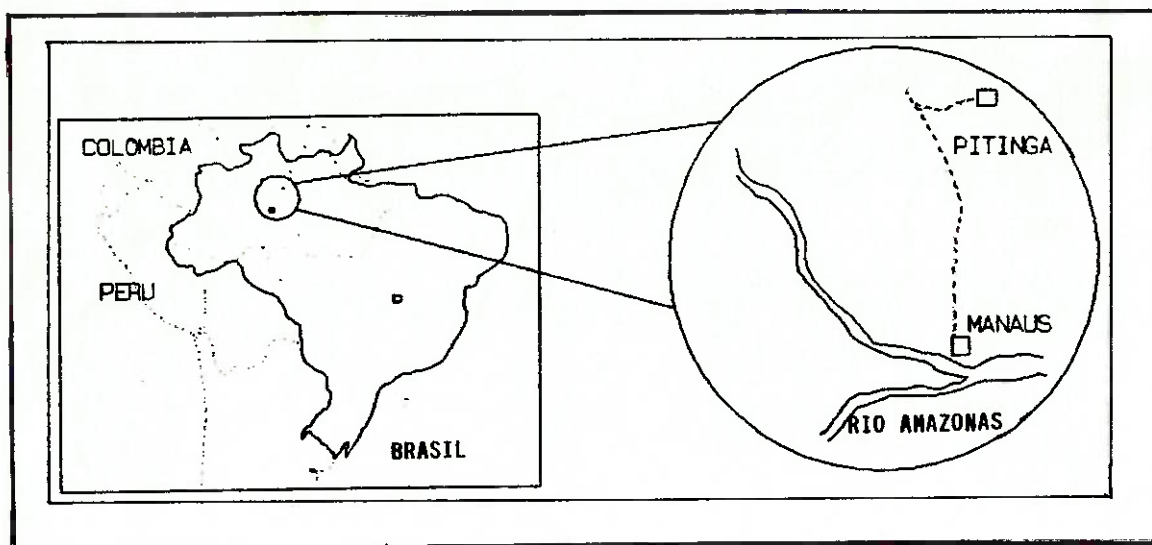 COLOMBIA
PERU
BRASIL
PITINGA
MANAUS
RIO AMAZONAS